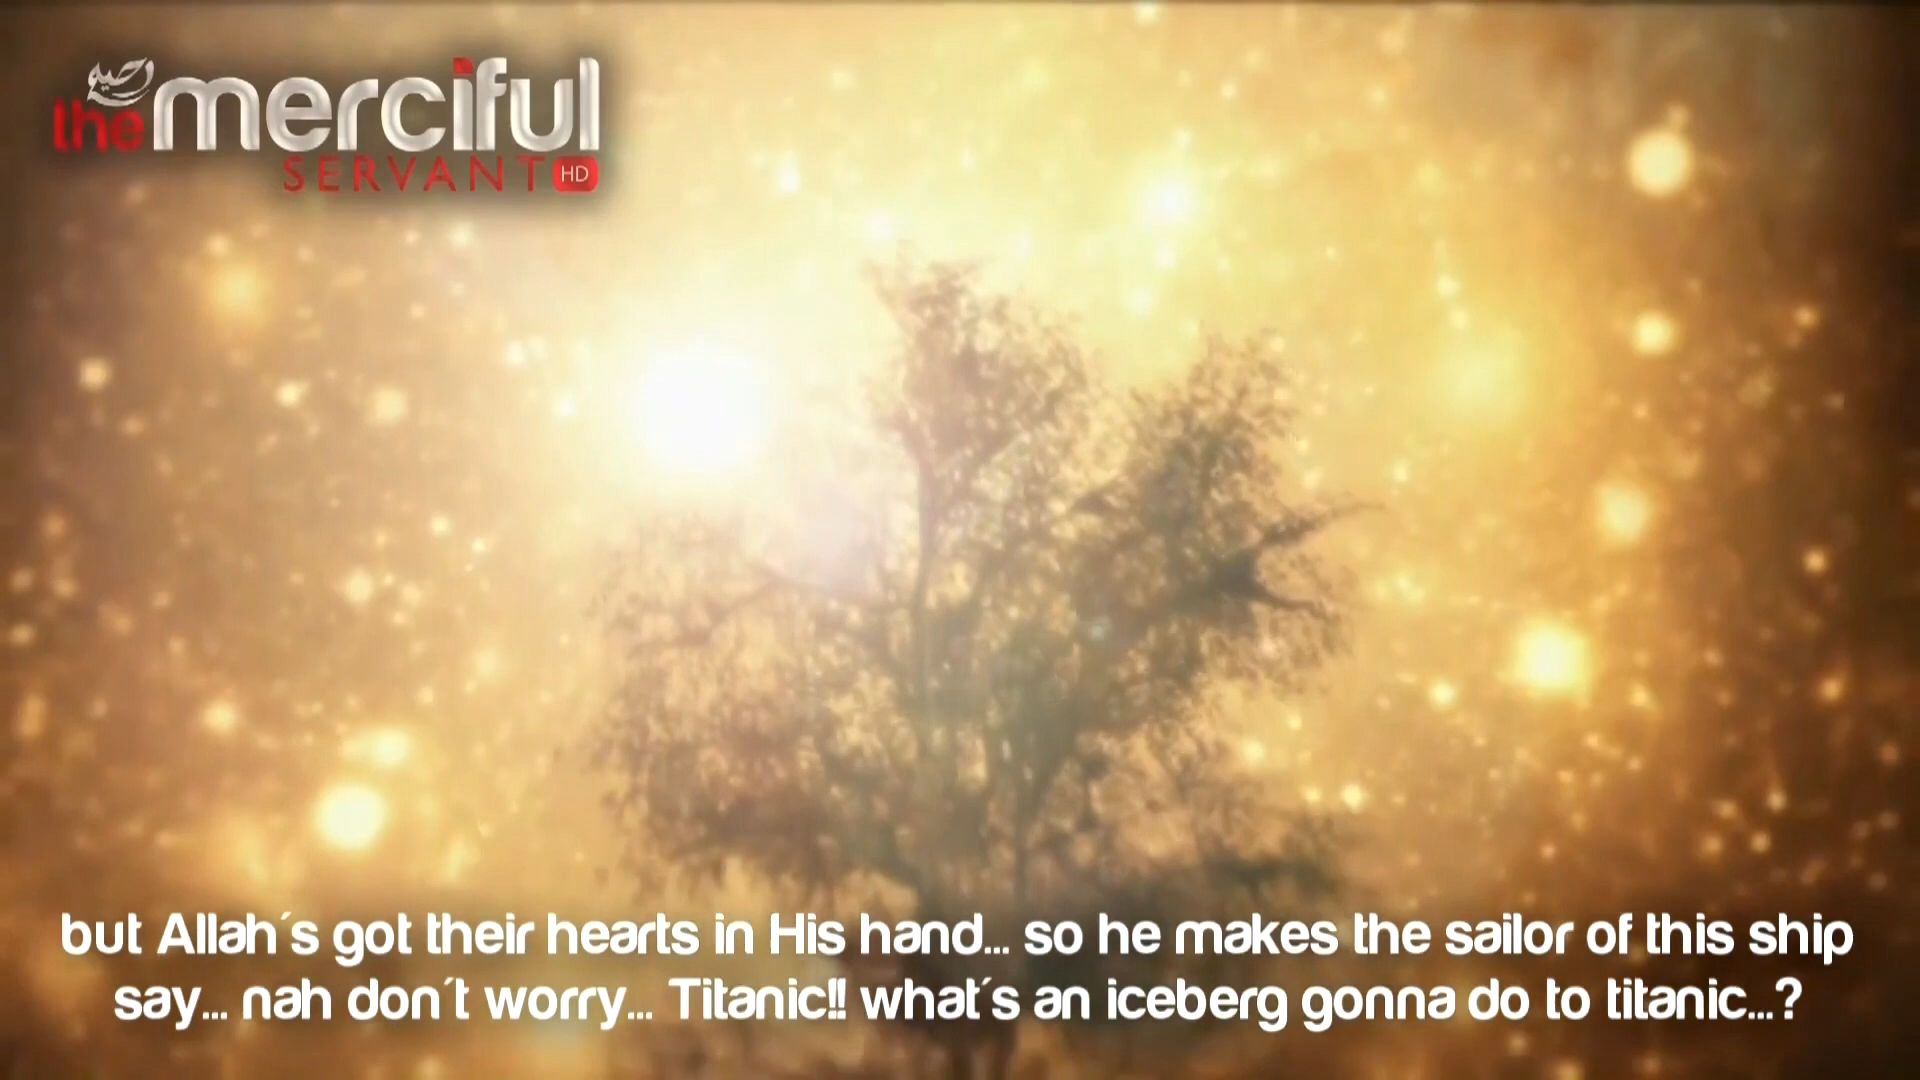 the merciful
SERVANT HD
but Allah´s got their hearts in His hand... so he makes the sailor of this ship
say... nah don´t worry... Titanic!! what´s an iceberg gonna do to titanic...?